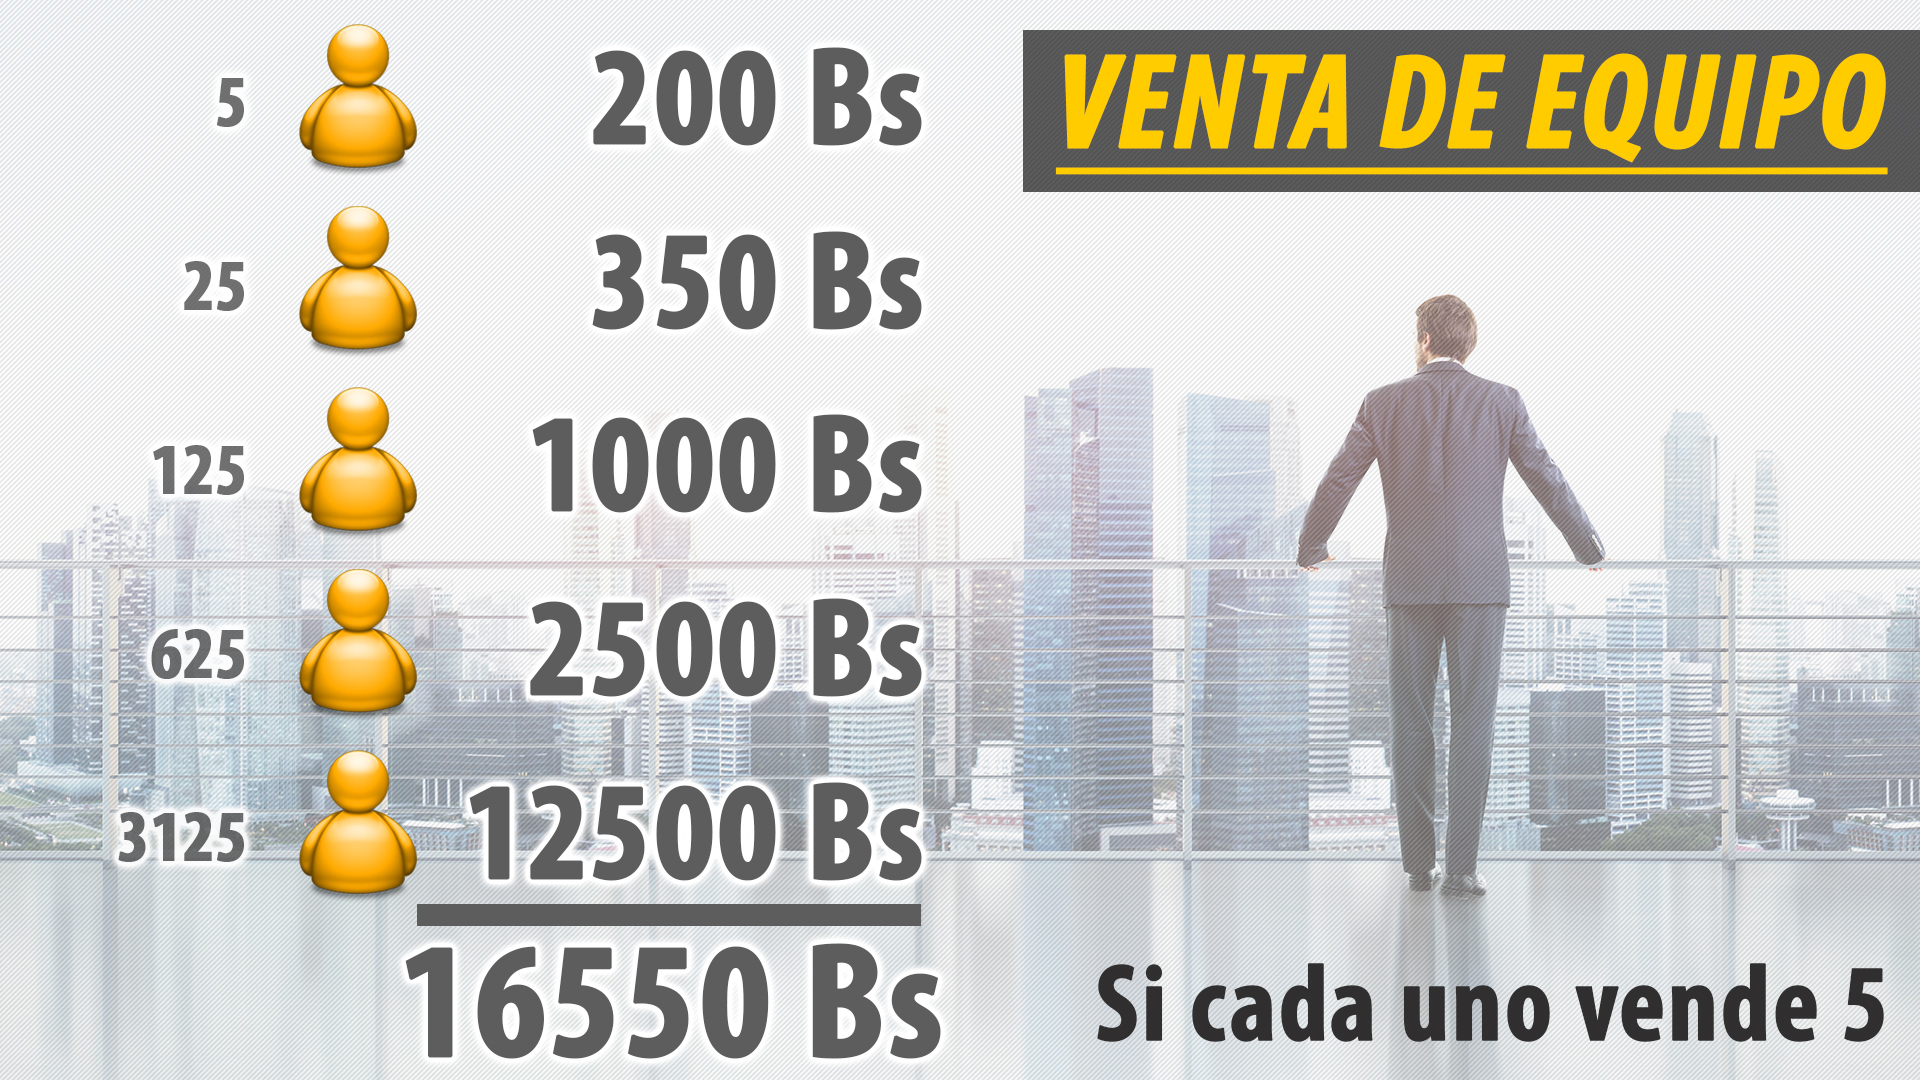 VENTA DE EQUIPO
5 200 Bs
25 350 Bs
125 1000 Bs
625 2500 Bs
3125 12500 Bs
16550 Bs
Si cada uno vende 5